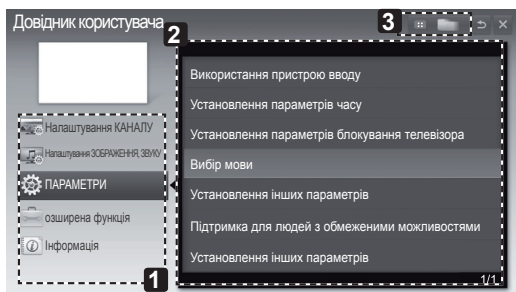 Довідник користувача
2
3
Використання пристрою вводу
Установлення параметрів часу
Установлення параметрів блокування телевізора
Вибір мови
Установлення інших параметрів
Підтримка для людей з обмеженими можливостями
Установлення інших параметрів
1/1
Налаштування КАНАЛУ
Налаштування ЗОБРАЖЕННЯ, ЗВУКУ
ПАРАМЕТРИ
озширена функція
Інформація
1